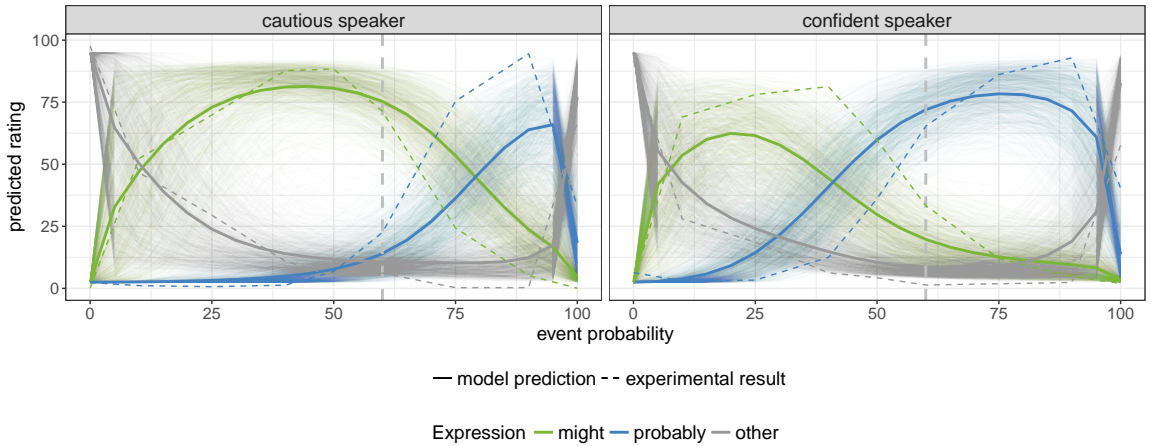 cautious speaker
confident speaker
100
75
50
25
0
predicted rating
0 25 50 75 100
0 25 50 75 100
event probability
model prediction experimental result
Expression might probably other